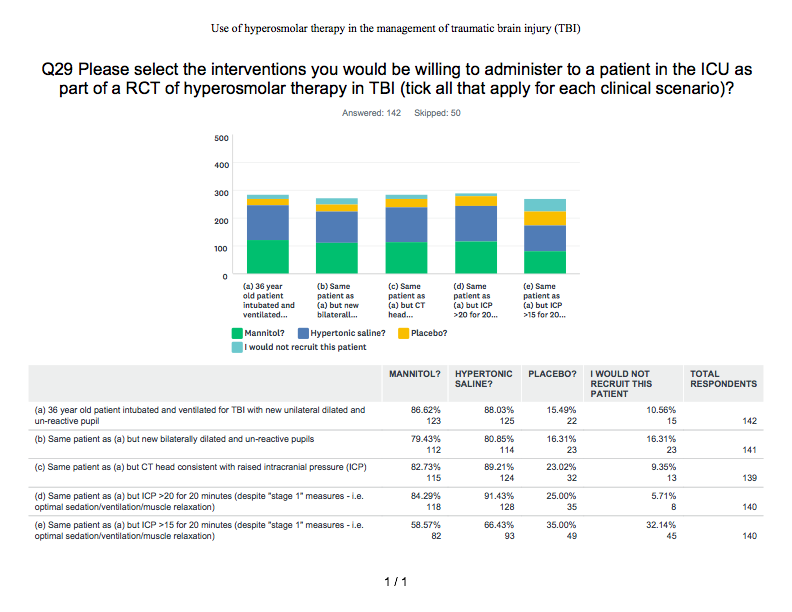 Use of hyperosmolar therapy in the management of traumatic brain injury (TBI)
Q29 Please select the interventions you would be willing to administer to a patient in the ICU as
part of a RCT of hyperosmolar therapy in TBI (tick all that apply for each clinical scenario)?
Answered: 142 Skipped: 50
500
400
300
200
100
0
(a) 36 year
old patient
intubated and
ventilated...
(b) Same
patient as
(a) but new
bilaterall...
(c) Same
patient as
(a) but CT
head...
(d) Same
patient as
(a) but ICP
>20 for 20...
(e) Same
patient as
(a) but ICP
>15 for 20...
Mannitol? Hypertonic saline? Placebo?
I would not recruit this patient
MANNITOL? HYPERTONIC PLACEBO? I WOULD NOT TOTAL
SALINE? RECRUIT THIS RESPONDENTS
PATIENT
(a) 36 year old patient intubated and ventilated for TBI with new unilateral dilated and 86.62% 88.03% 15.49% 10.56%
un-reactive pupil 123 125 22 15 142
(b) Same patient as (a) but new bilaterally dilated and un-reactive pupils 79.43% 80.85% 16.31% 16.31%
112 114 23 23 141
(c) Same patient as (a) but CT head consistent with raised intracranial pressure (ICP) 82.73% 89.21% 23.02% 9.35%
115 124 32 13 139
(d) Same patient as (a) but ICP >20 for 20 minutes (despite "stage 1" measures - i.e. 84.29% 91.43% 25.00% 5.71%
optimal sedation/ventilation/muscle relaxation) 118 128 35 8 140
(e) Same patient as (a) but ICP >15 for 20 minutes (despite "stage 1" measures - i.e. 58.57% 66.43% 35.00% 32.14%
optimal sedation/ventilation/muscle relaxation) 82 93 49 45 140
1 / 1